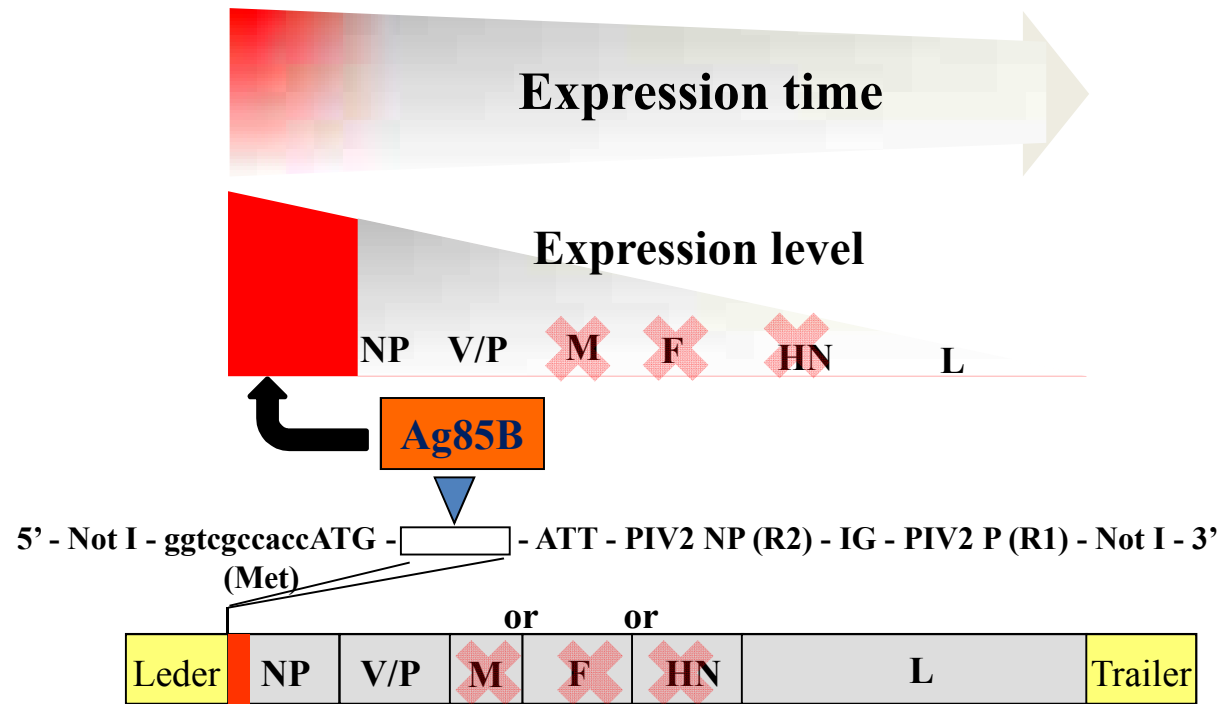 Expression time
Expression level
NP V/P M F HN L
Ag85B
5’ - Not I - ggtcgccaccATG - - ATT - PIV2 NP (R2) - IG - PIV2 P (R1) - Not I - 3’
(Met)
or or
Leder NP V/P M F HN L Trailer